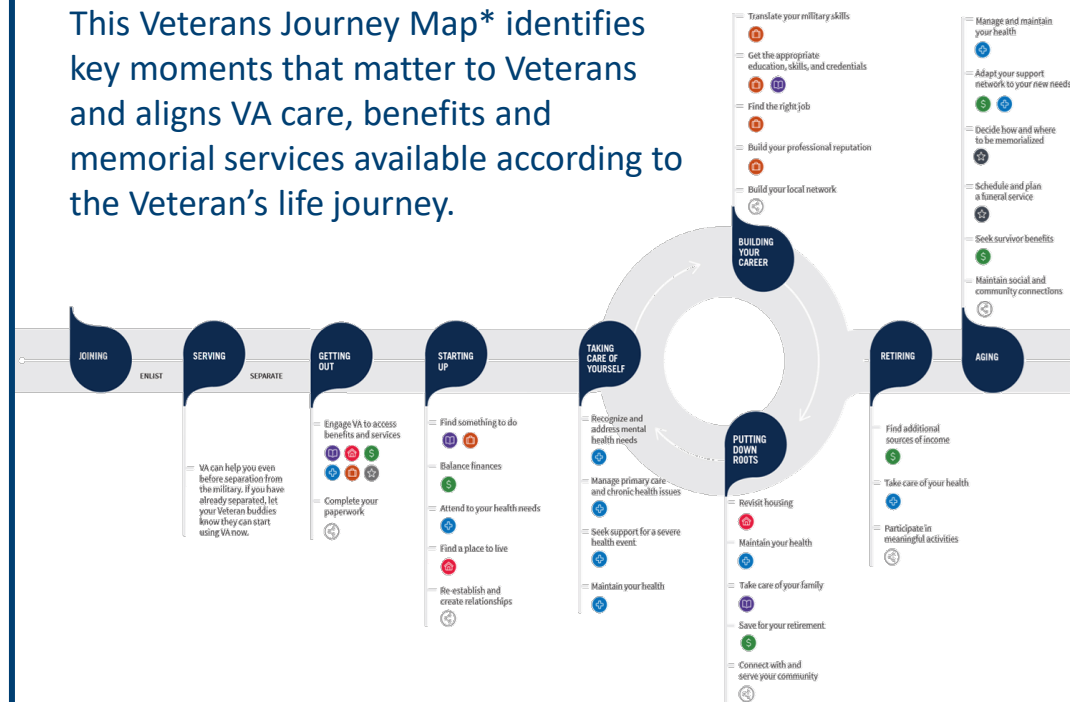 This Veterans Journey Map* identifies
key moments that matter to Veterans
and aligns VA care, benefits and
memorial services available according to
the Veteran’s life journey.
JOINING
ENLIST
SERVING
SEPARATE
VA can help you even
before separation from
the military. If you have
already separated, let
your Veteran buddies
know they can start
using VA now.
GETTING
OUT
Engage VA to access
benefits and services
Complete your
paperwork
STARTING
UP
Find something to do
Balance finances
Attend to your health needs
Find a place to live
Re-establish and
create relationships
TAKING
CARE OF
YOURSELF
Recognize and
address mental
health needs
Manage primary care
and chronic health issues
Seek support for a severe
health event
Maintain your health
Translate your military skills
Get the appropriate
education, skills, and credentials
Find the right job
Build your professional reputation
Build your local network
BUILDING
YOUR
CAREER
PUTTING
DOWN
ROOTS
Revisit housing
Maintain your health
Take care of your family
Save for your retirement
Connect with and
serve your community
RETIRING
Find additional
sources of income
Take care of your health
Participate in
meaningful activities
Manage and maintain
your health
Adapt your support
network to your new needs
Decide how and where
to be memorialized
Schedule and plan
a funeral service
Seek survivor benefits
Maintain social and
community connections
AGING